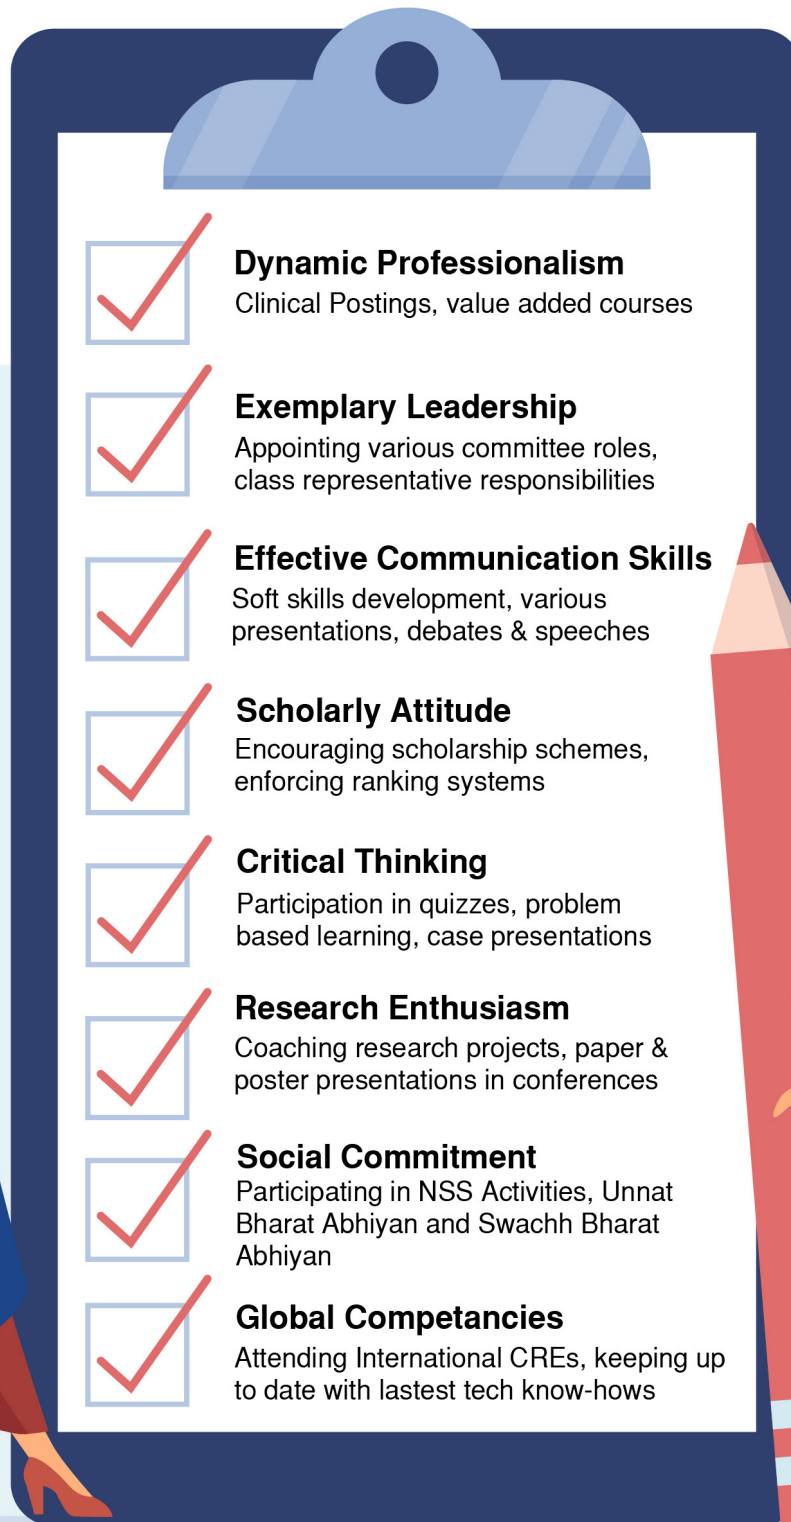 Dynamic Professionalism
Clinical Postings, value added courses
Exemplary Leadership
Appointing various committee roles,
class representative responsibilities
Effective Communication Skills
Soft skills development, various
presentations, debates & speeches
Scholarly Attitude
Encouraging scholarship schemes,
enforcing ranking systems
Critical Thinking
Participation in quizzes, problem
based learning, case presentations
Research Enthusiasm
Coaching research projects, paper &
poster presentations in conferences
Social Commitment
Participating in NSS Activities, Unnat
Bharat Abhiyan and Swachh Bharat
Abhiyan
Global Competancies
Attending International CREs, keeping up
to date with lastest tech know-hows